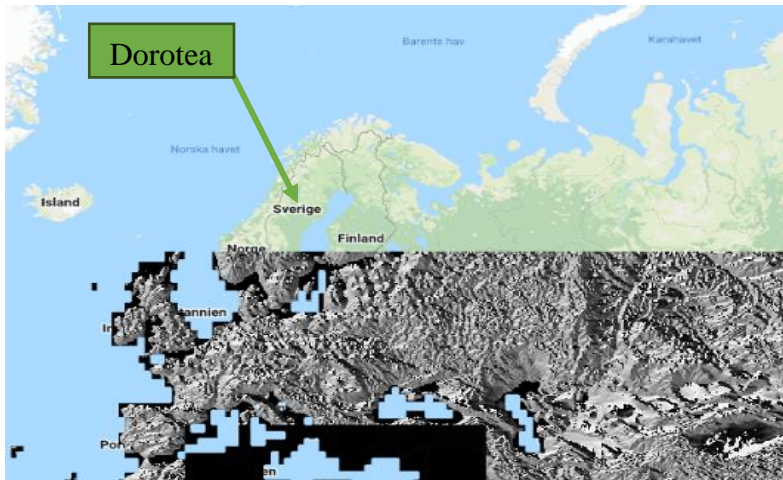 Dorotea
Barents hav
Karahavet
Norska havet
Island
Sverige
Norge
Finland